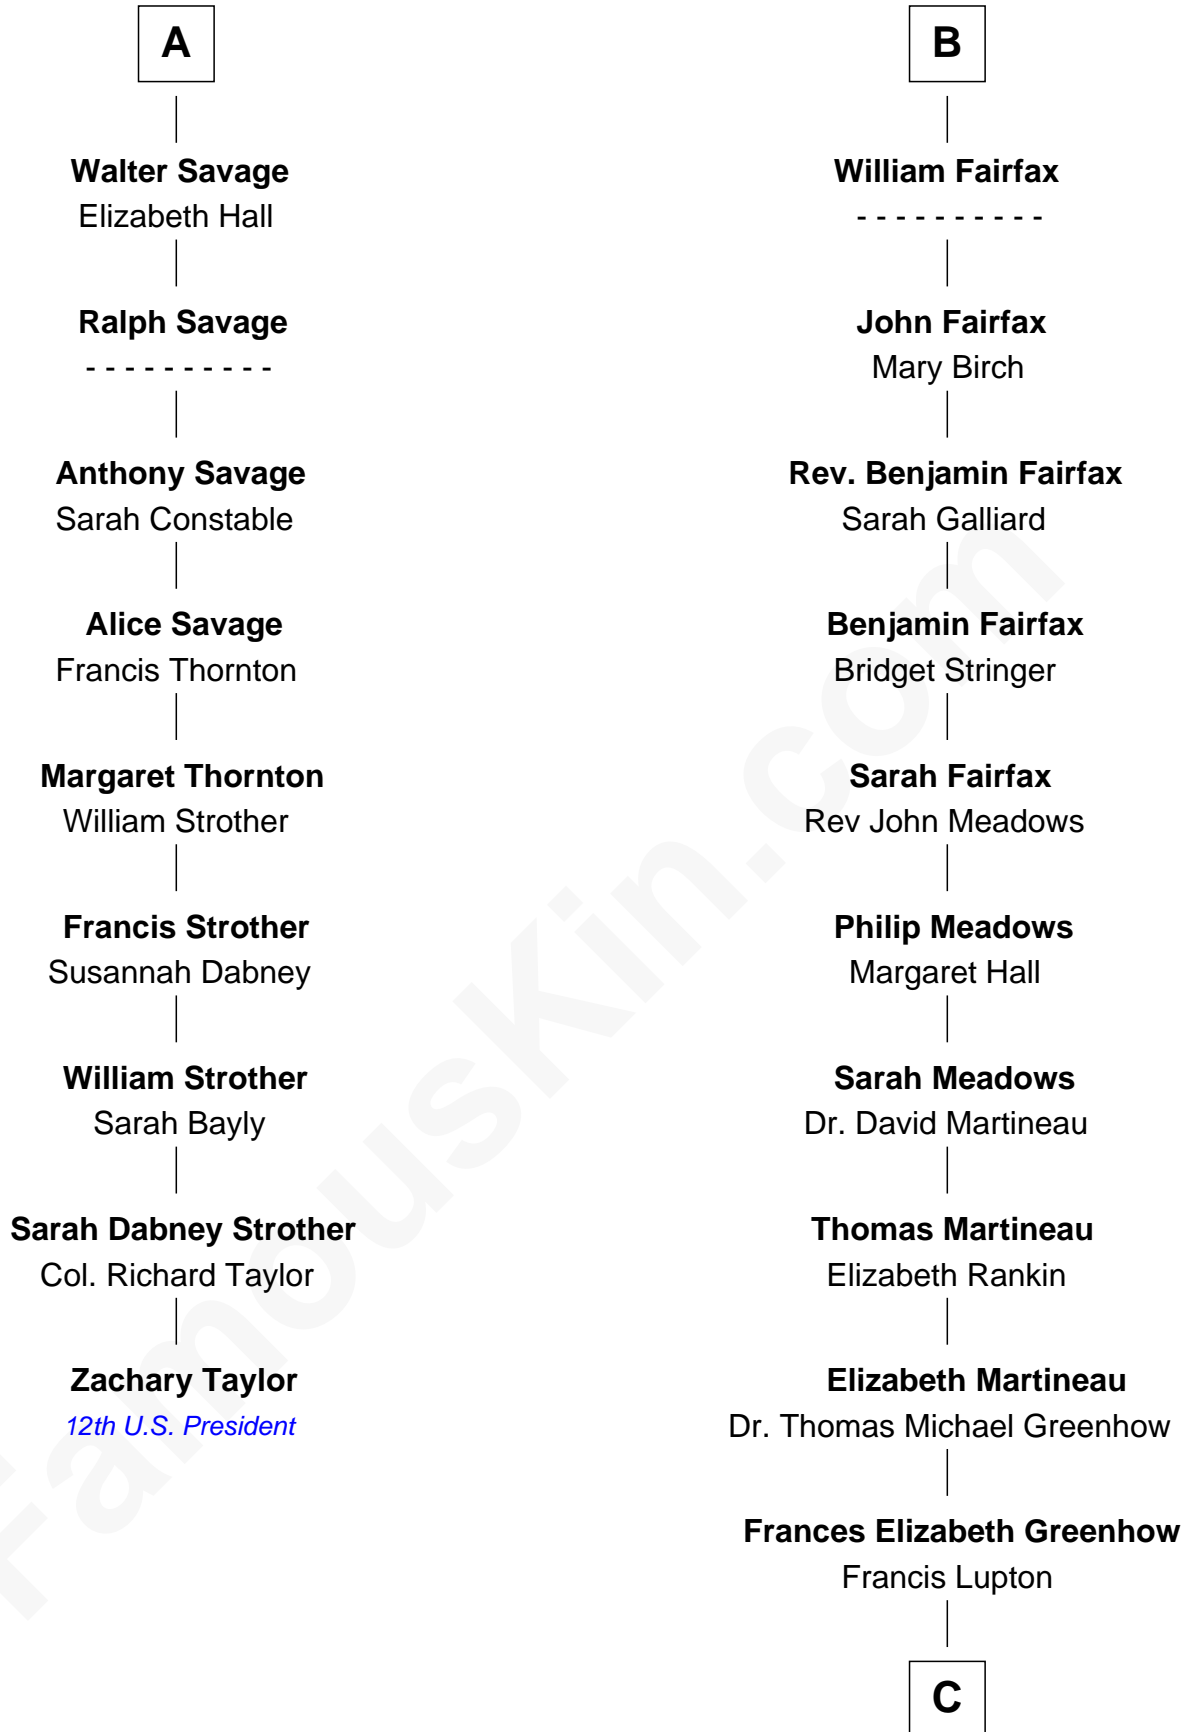 A
Walter Savage
Elizabeth Hall
Ralph Savage
- - - - - - - - - -
Anthony Savage
Sarah Constable
Alice Savage
Francis Thornton
Margaret Thornton
William Strother
Francis Strother
Susannah Dabney
William Strother
Sarah Bayly
Sarah Dabney Strother
Col. Richard Taylor
Zachary Taylor
12th U.S. President
B
William Fairfax
- - - - - - - - - -
John Fairfax
Mary Birch
Rev. Benjamin Fairfax
Sarah Galliard
Benjamin Fairfax
Bridget Stringer
Sarah Fairfax
Rev John Meadows
Philip Meadows
Margaret Hall
Sarah Meadows
Dr. David Martineau
Thomas Martineau
Elizabeth Rankin
Elizabeth Martineau
Dr. Thomas Michael Greenhow
Frances Elizabeth Greenhow
Francis Lupton
C
FamousKin.com